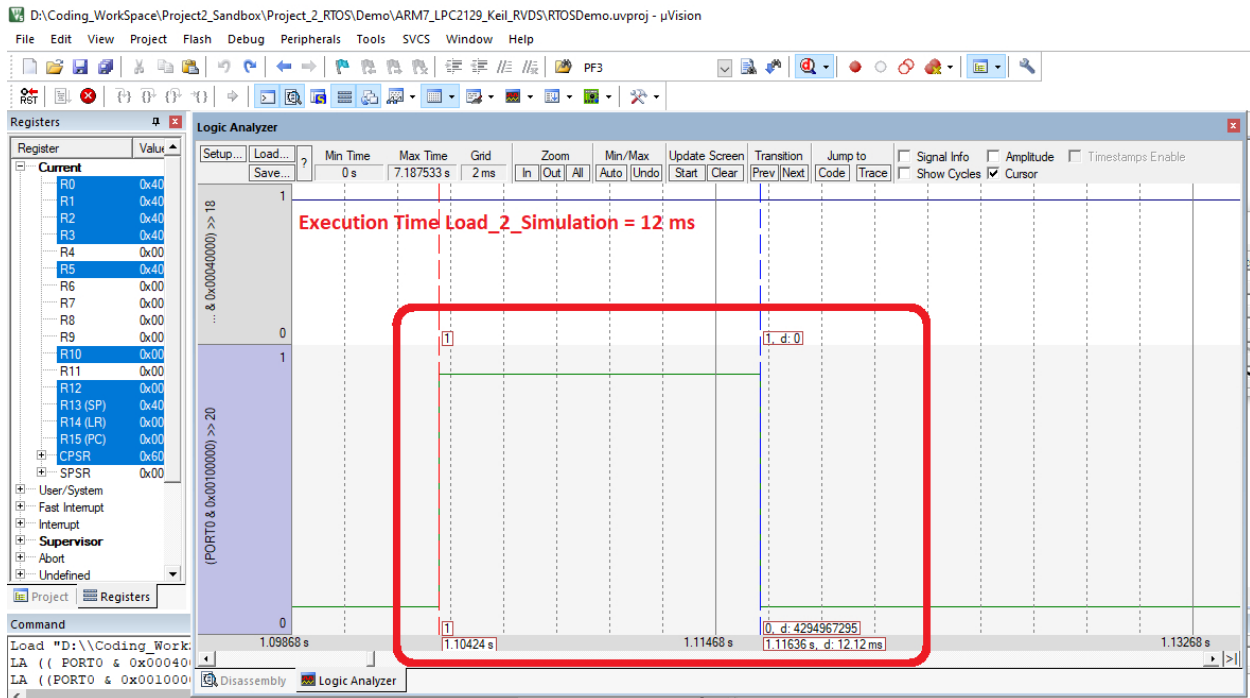 D:\Coding_WorkSpace\Project2_Sandbox\Project_2_RTOS\Demo\ARM7_LPC2129_Keil_RVDS\RTOSDemo.uvproj - µVision
File Edit View Project Flash Debug Peripherals Tools SVCS Window Help
PF3
RST
Registers
Logic Analyzer
Register Value
Setup... Load... ? Min Time Max Time Grid Zoom Min/Max Update Screen Transition Jump to Signal Info Amplitude Timestamps Enable
Save... 0 s 7.187533 s 2 ms In Out All Auto Undo Start Clear Prev Next Code Trace Show Cycles Cursor
Current
R0 0x40
R1 0x40
R2 0x40
R3 0x40
R4 0x00
R5 0x40
R6 0x00
R7 0x00
R8 0x00
R9 0x00
R10 0x00
R11 0x00
R12 0x00
R13 (SP) 0x40
R14 (LR) 0x00
R15 (PC) 0x00
CPSR 0x60
SPSR 0x00
User/System
Fast Interrupt
Interrupt
Supervisor
Abort
Undefined
Project Registers
1
Execution Time Load_2_Simulation = 12 ms
... & 0x00040000) >> 18
0
1 1, d: 0
1
(PORT0 & 0x00100000) >> 20
0
1 0, d: 4294967295
1.09868 s 1.10424 s 1.11468 s 1.11636 s, d: 12.12 ms 1.13268 s
Disassembly Logic Analyzer
Command
Load "D:\\Coding_Work
LA (( PORT0 & 0x00040
LA ((PORT0 & 0x001000